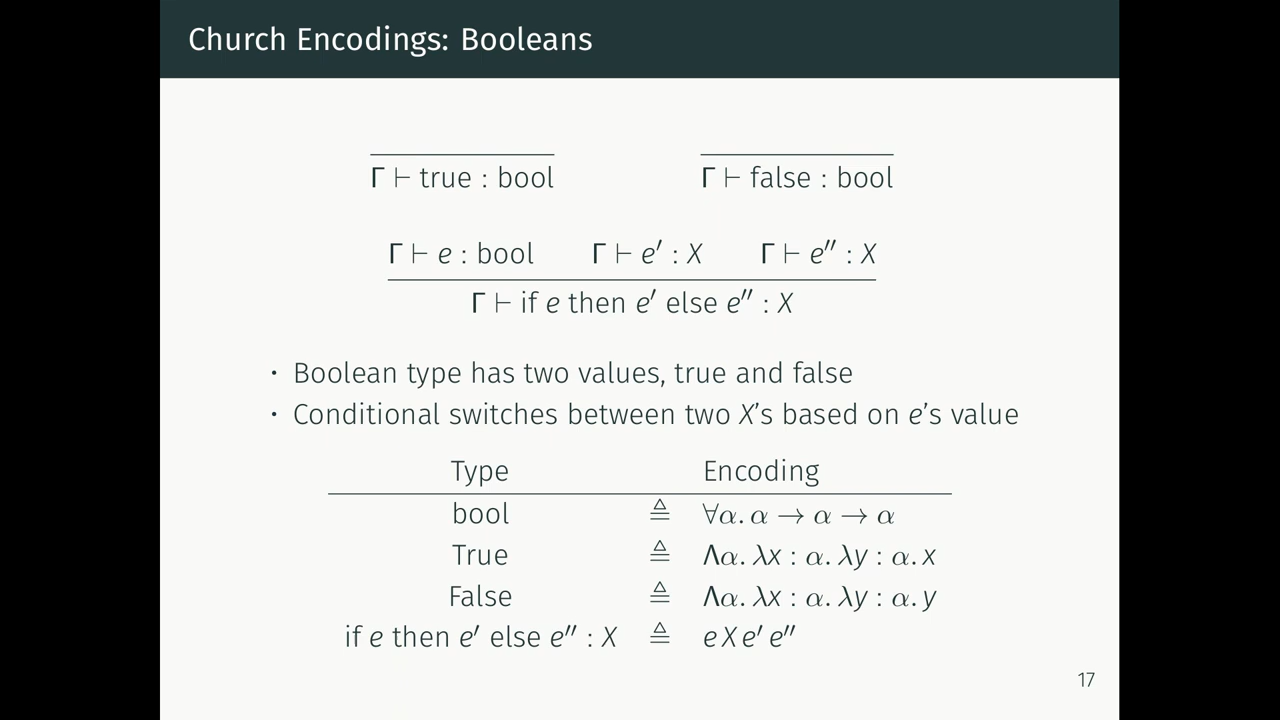 Church Encodings: Booleans
Γ ⊢ true : bool Γ ⊢ false : bool
Γ ⊢ e : bool Γ ⊢ e′ : X Γ ⊢ e″ : X
Γ ⊢ if e then e′ else e″ : X
• Boolean type has two values, true and false
• Conditional switches between two X’s based on e’s value
Type Encoding
bool ≜ ∀α. α → α → α
True ≜ Λα. λx : α. λy : α. x
False ≜ Λα. λx : α. λy : α. y
if e then e′ else e″ : X ≜ e X e′ e″
17